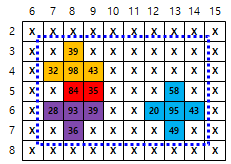 6 7 8 9 10 11 12 13 14 15
2 X X X X X X X X X X
3 X X 39 X X X X X X X
4 X 32 98 43 X X X X X X
5 X X 84 35 X X X 58 X X
6 X 28 93 39 X X 20 95 43 X
7 X X 36 X X X X 49 X X
8 X X X X X X X X X X